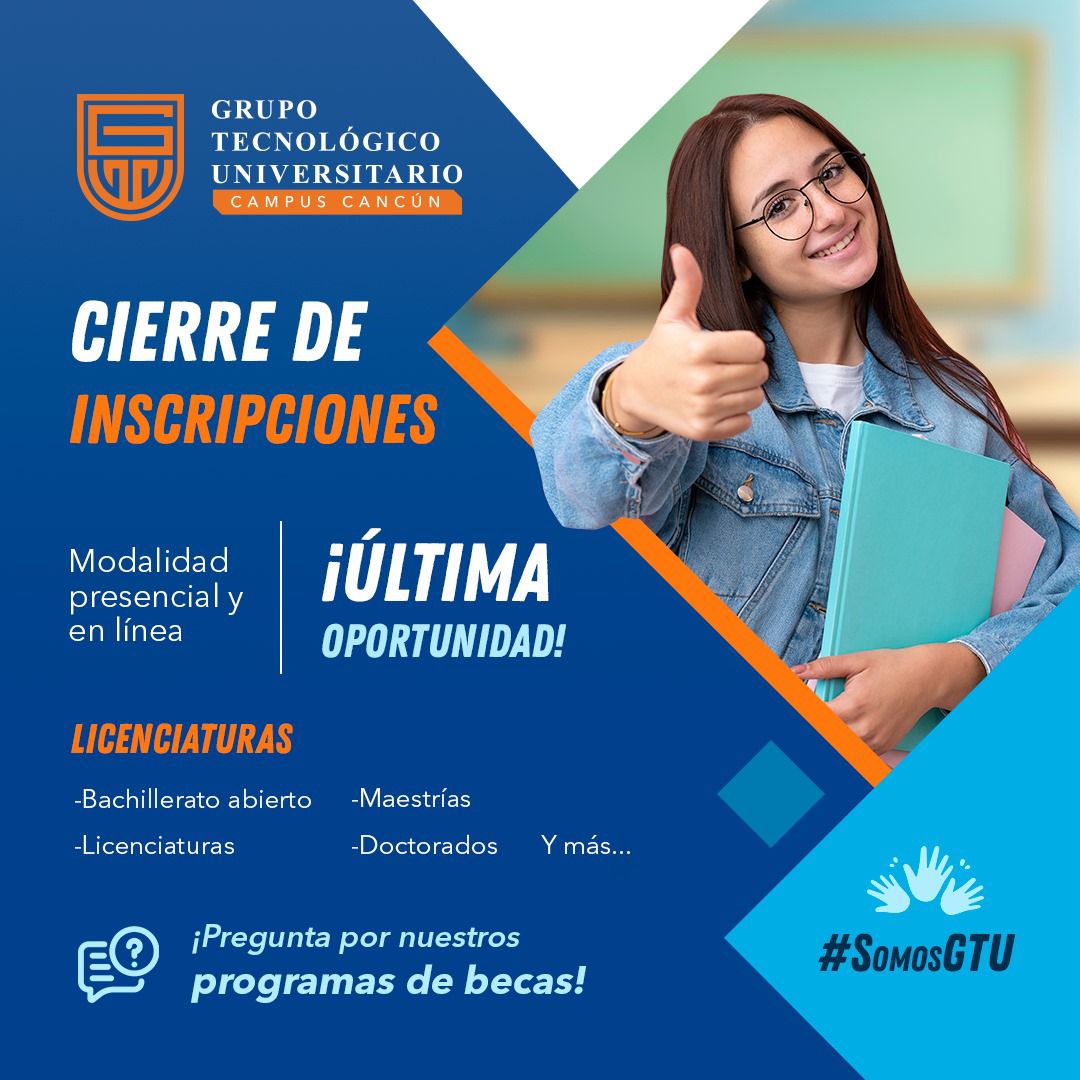 GRUPO
TECNOLÓGICO
UNIVERSITARIO
CAMPUS CANCÚN
CIERRE DE
INSCRIPCIONES
Modalidad
presencial y
en línea
¡ÚLTIMA
OPORTUNIDAD!
LICENCIATURAS
-Bachillerato abierto
-Maestrías
-Licenciaturas
-Doctorados
Y más...
¡Pregunta por nuestros
programas de becas!
#SomosGTU